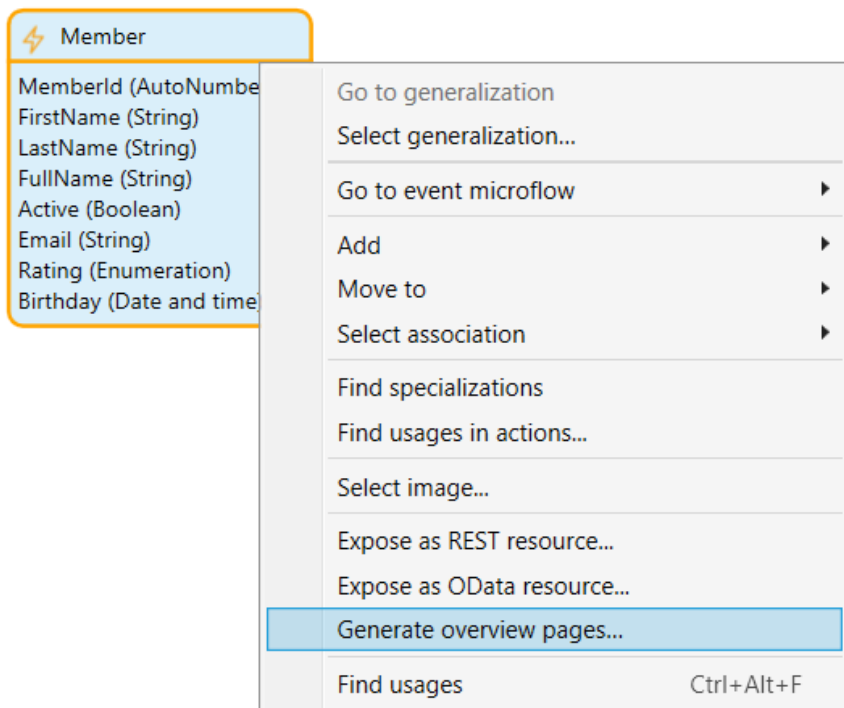 Member
MemberId (AutoNumbe
FirstName (String)
LastName (String)
FullName (String)
Active (Boolean)
Email (String)
Rating (Enumeration)
Birthday (Date and time)
Go to generalization
Select generalization...
Go to event microflow
Add
Move to
Select association
Find specializations
Find usages in actions...
Select image...
Expose as REST resource...
Expose as OData resource...
Generate overview pages...
Find usages Ctrl+Alt+F